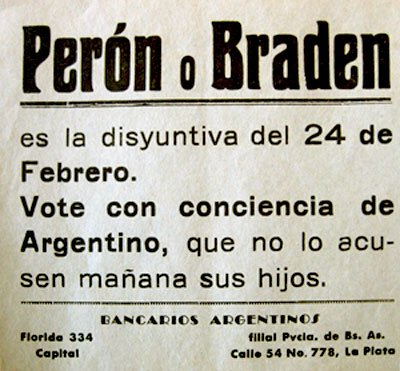 Perón o Braden
es la disyuntiva del 24 de
Febrero.
Vote con conciencia de
Argentino, que no lo acu-
sen mañana sus hijos.
BANCARIOS ARGENTINOS
Florida 334
Capital
filial Pvcia. de Bs. As.
Calle 54 No. 778, La Plata